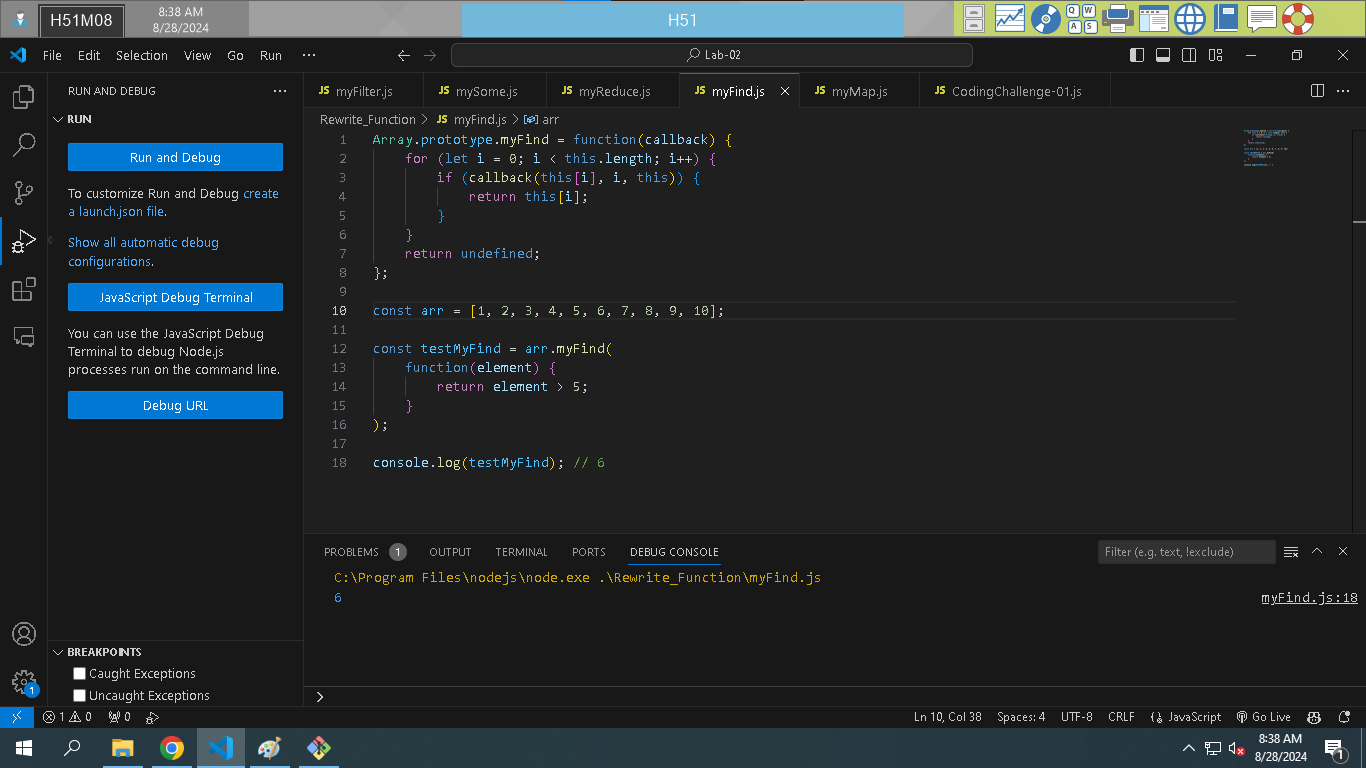 H51M08
8:38 AM
8/28/2024
H51
Q W
A S
File Edit Selection View Go Run ···
Lab-02
RUN AND DEBUG ···
RUN
Run and Debug
To customize Run and Debug create
a launch.json file.
Show all automatic debug
configurations.
JavaScript Debug Terminal
You can use the JavaScript Debug
Terminal to debug Node.js
processes run on the command line.
Debug URL
BREAKPOINTS
Caught Exceptions
Uncaught Exceptions
JS myFilter.js JS mySome.js JS myReduce.js JS myFind.js JS myMap.js JS CodingChallenge-01.js
Rewrite_Function > JS myFind.js > arr
1 Array.prototype.myFind = function(callback) {
2 for (let i = 0; i < this.length; i++) {
3 if (callback(this[i], i, this)) {
4 return this[i];
5 }
6 }
7 return undefined;
8 };
9
10 const arr = [1, 2, 3, 4, 5, 6, 7, 8, 9, 10];
11
12 const testMyFind = arr.myFind(
13 function(element) {
14 return element > 5;
15 }
16 );
17
18 console.log(testMyFind); // 6
PROBLEMS 1 OUTPUT TERMINAL PORTS DEBUG CONSOLE
Filter (e.g. text, !exclude)
C:\Program Files\nodejs\node.exe .\Rewrite_Function\myFind.js
6 myFind.js:18
>
1
1 0 0
Ln 10, Col 38 Spaces: 4 UTF-8 CRLF JavaScript Go Live
8:38 AM
8/28/2024
1